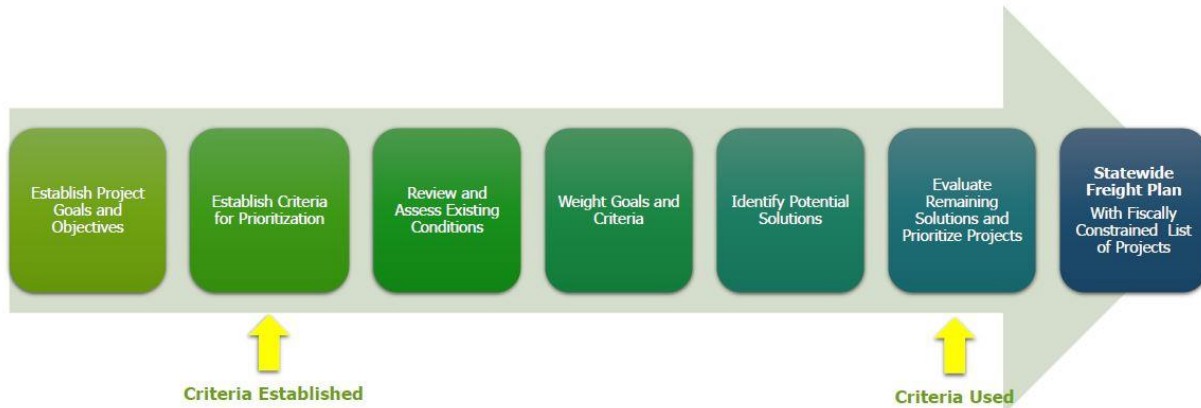 Establish Project
Goals and
Objectives
Establish Criteria
for Prioritization
Review and
Assess Existing
Conditions
Weight Goals and
Criteria
Identify Potential
Solutions
Evaluate
Remaining
Solutions and
Prioritize Projects
Statewide
Freight Plan
With Fiscally
Constrained List
of Projects
Criteria Established
Criteria Used